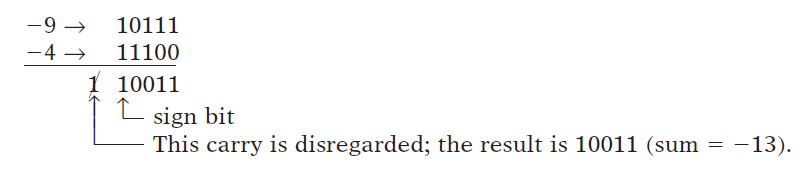 −9 → 10111
−4 → 11100
1 10011
sign bit
This carry is disregarded; the result is 10011 (sum = −13).